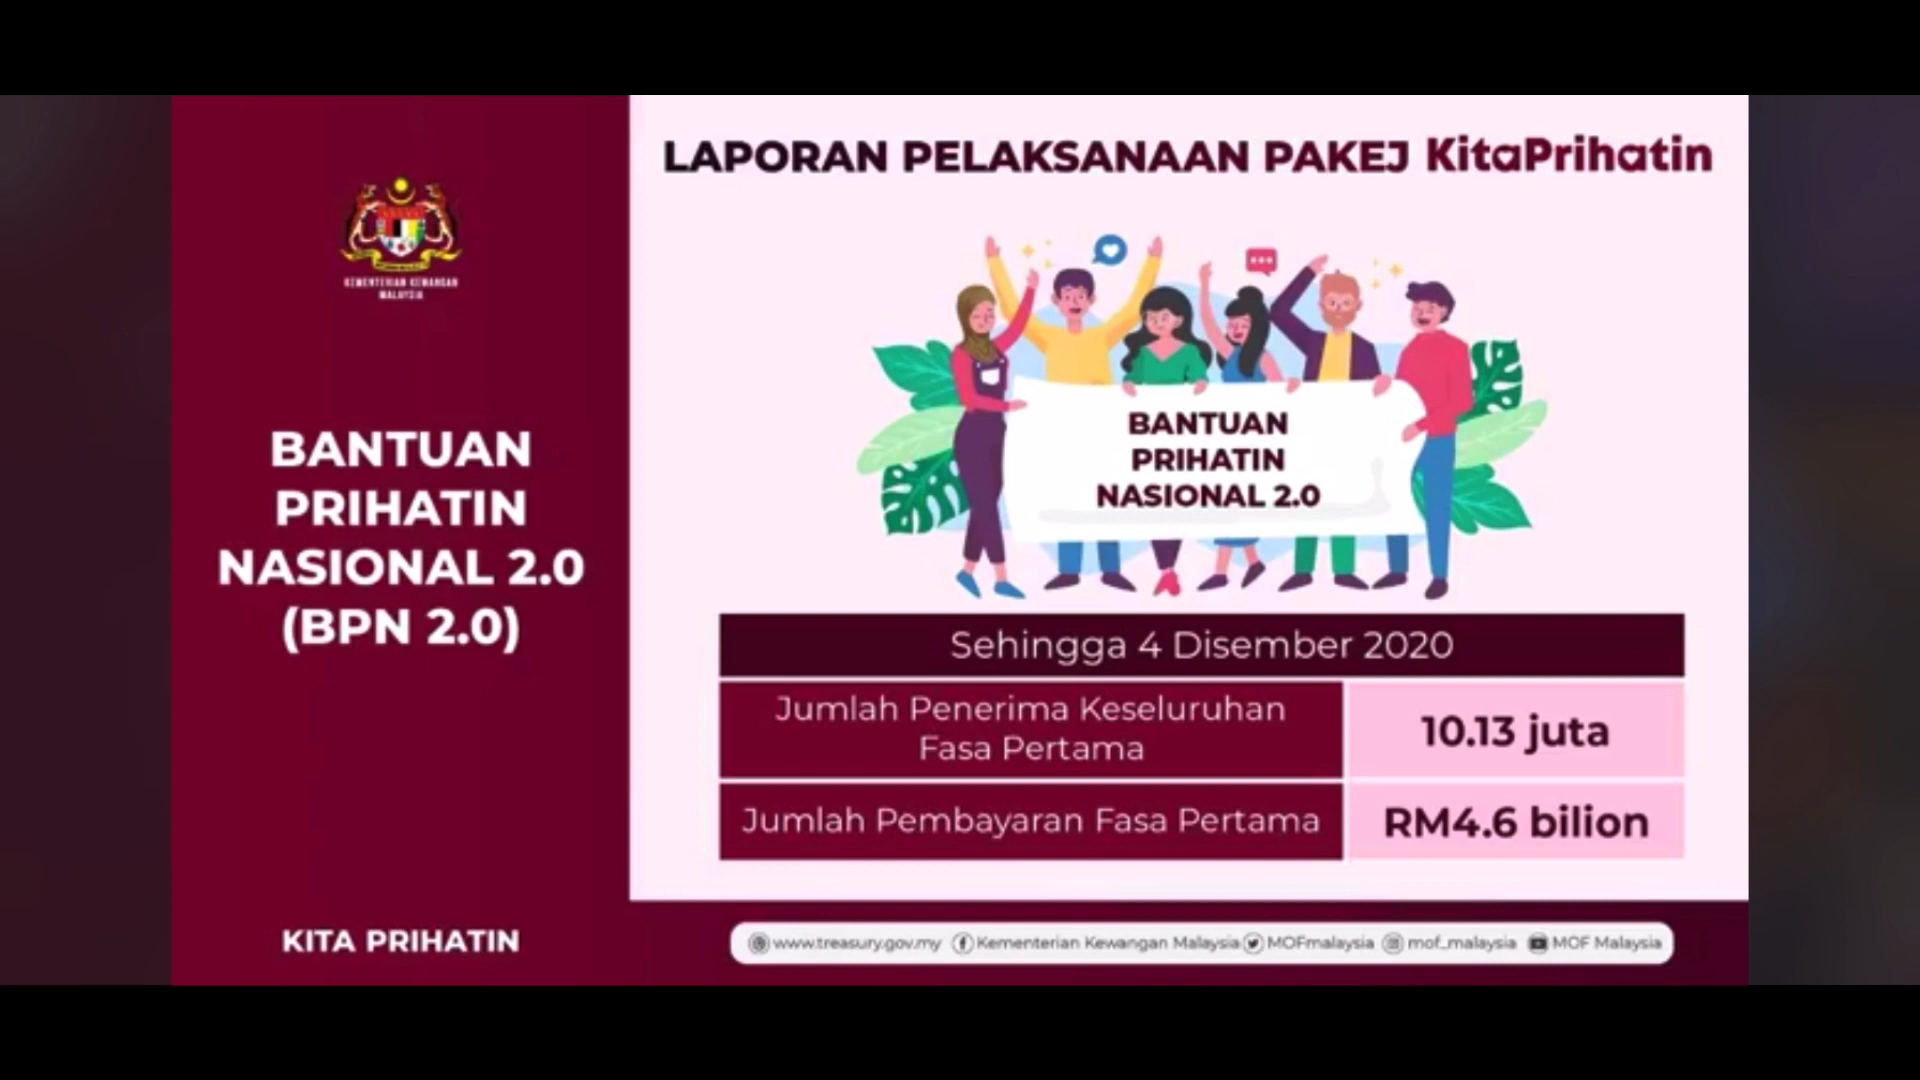 KEMENTERIAN KEWANGAN
MALAYSIA
BANTUAN
PRIHATIN
NASIONAL 2.0
(BPN 2.0)
KITA PRIHATIN
LAPORAN PELAKSANAAN PAKEJ KitaPrihatin
BANTUAN
PRIHATIN
NASIONAL 2.0
Sehingga 4 Disember 2020
Jumlah Penerima Keseluruhan
Fasa Pertama
10.13 juta
Jumlah Pembayaran Fasa Pertama
RM4.6 bilion
www.treasury.gov.my Kementerian Kewangan Malaysia MOFmalaysia mof_malaysia MOF Malaysia